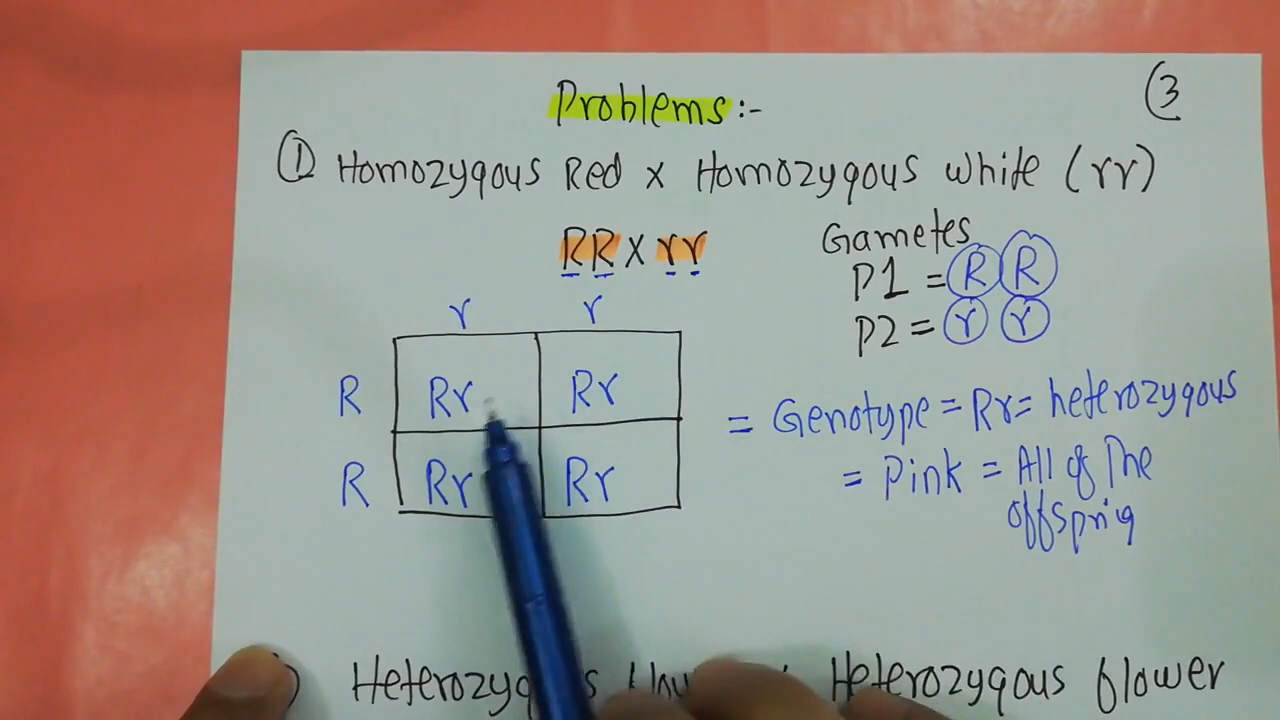 Problems:-
3
① Homozygous Red x Homozygous white (rr)
RR x rr
Gametes
P1 = R R
P2 = r r
r r
R Rr Rr
R Rr Rr
= Genotype = Rr = heterozygous
= Pink = All of The
offsprig
Heterozygous Heterozygous flower